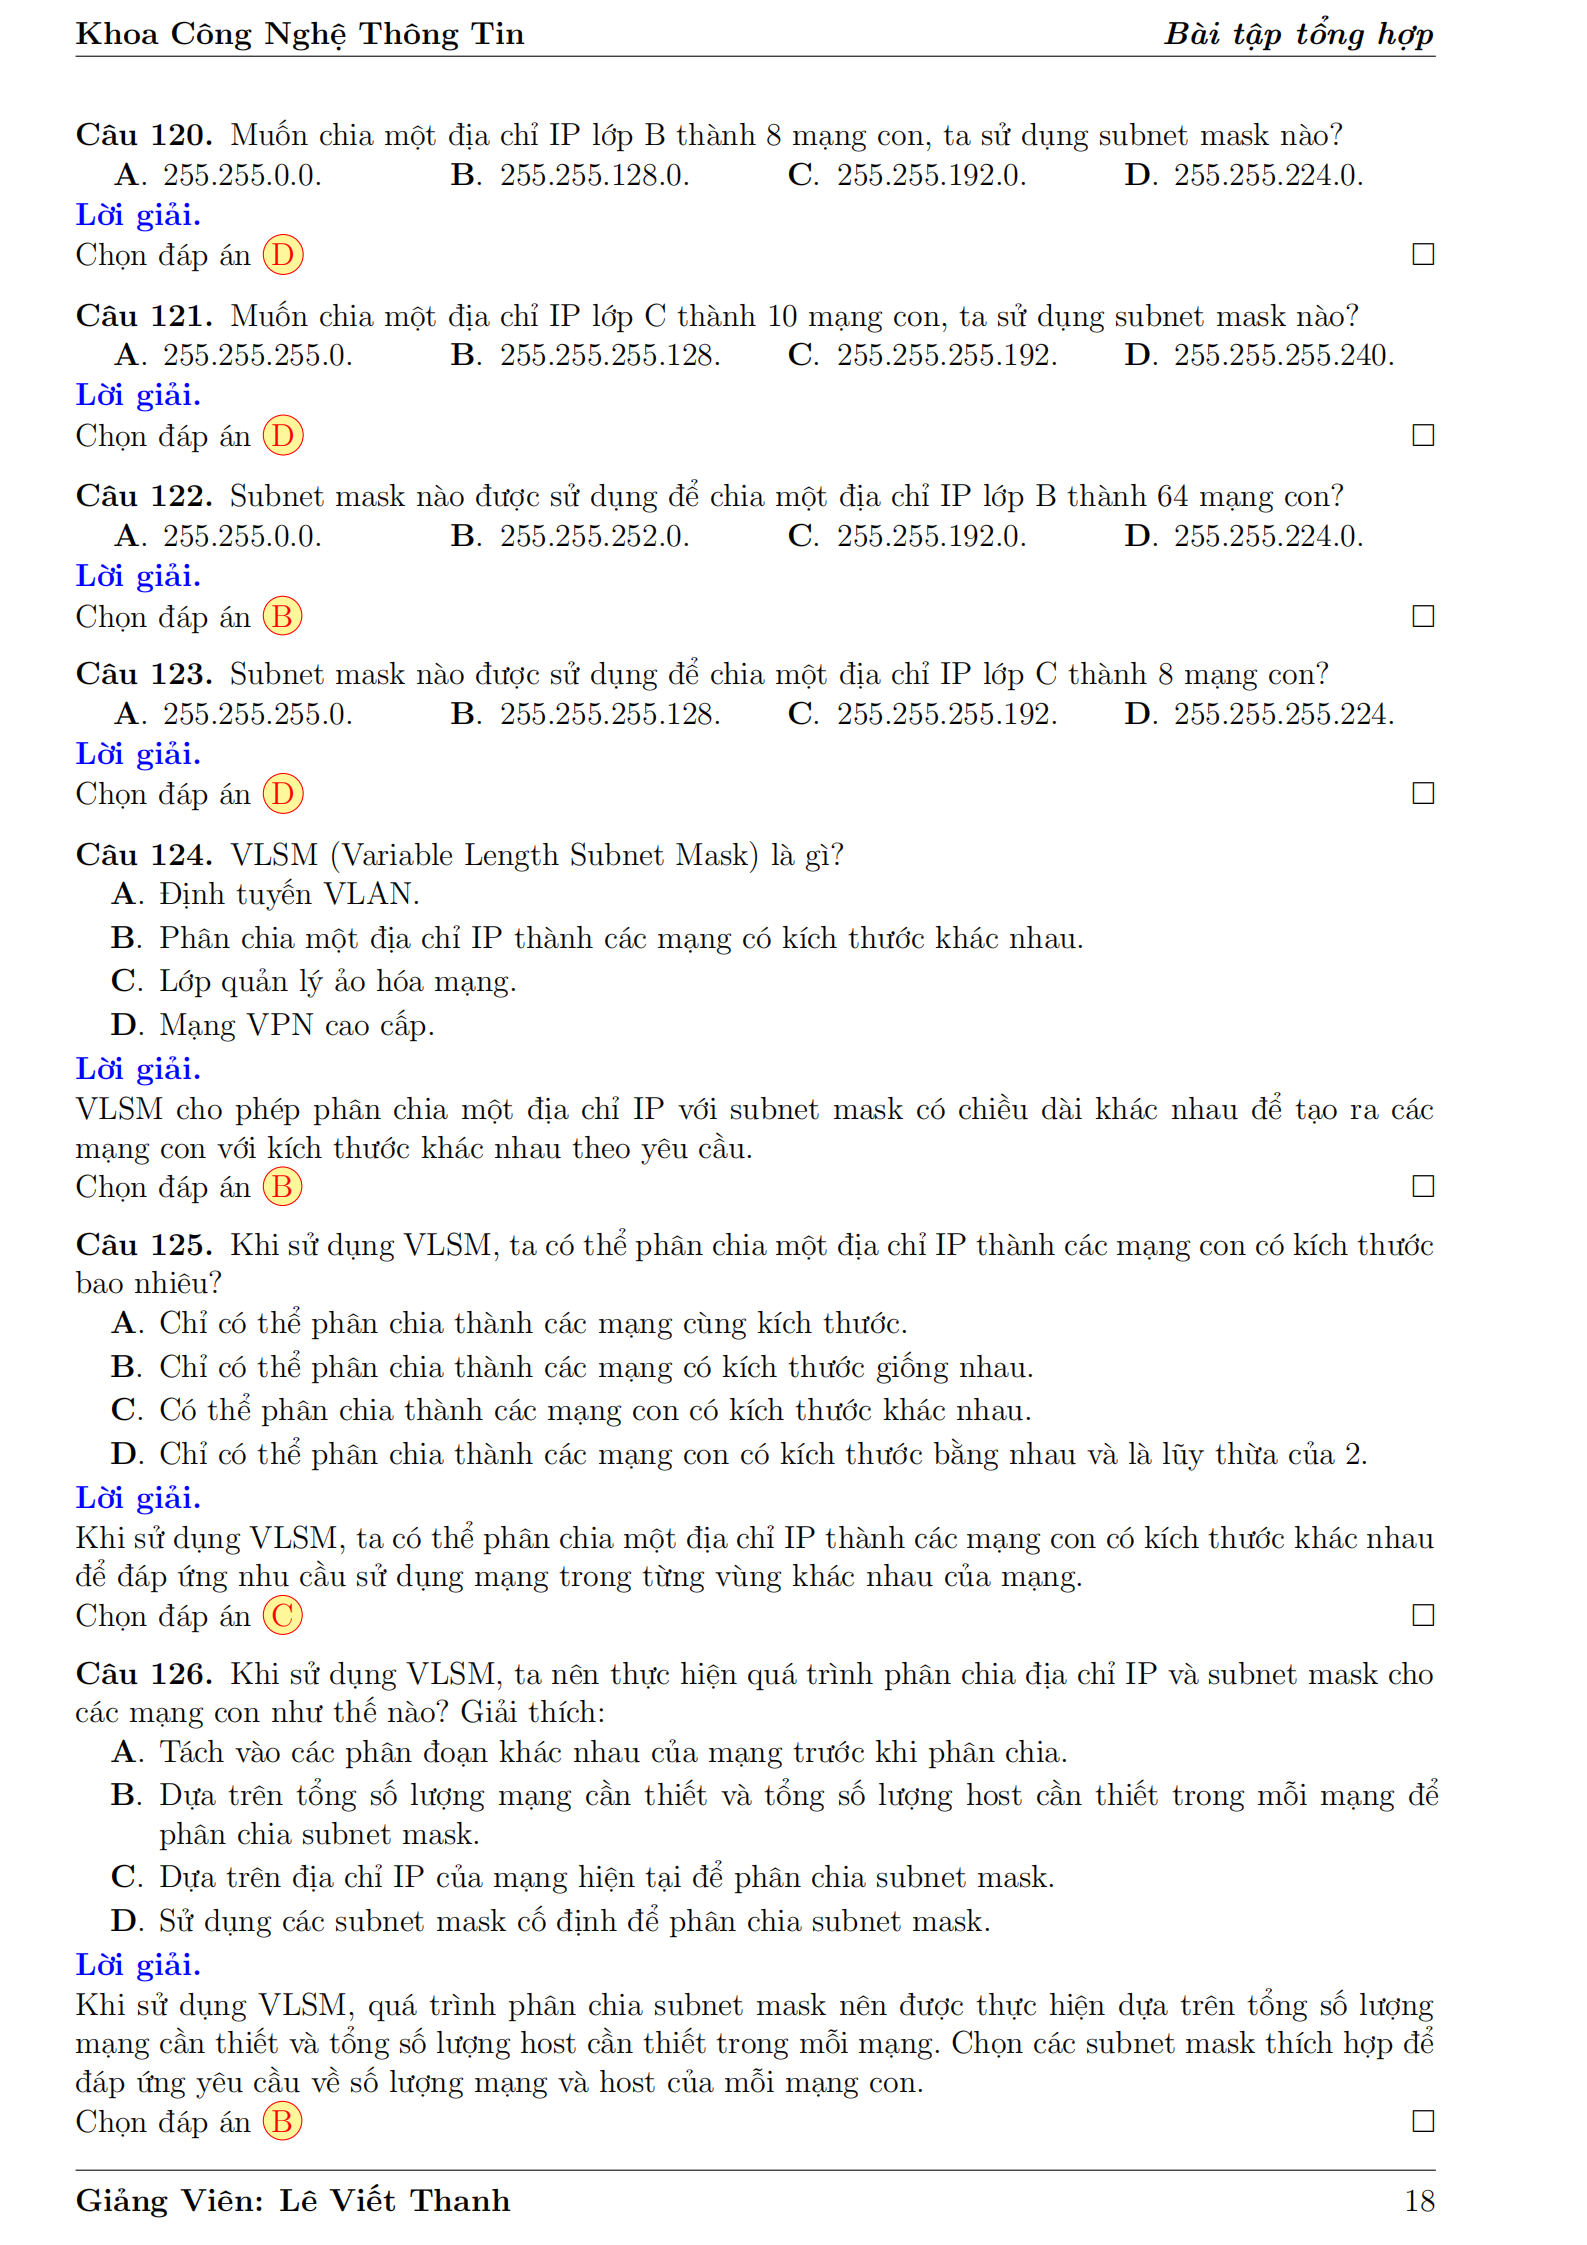 Khoa Công Nghệ Thông Tin Bài tập tổng hợp
Câu 120. Muốn chia một địa chỉ IP lớp B thành 8 mạng con, ta sử dụng subnet mask nào?
A. 255.255.0.0. B. 255.255.128.0. C. 255.255.192.0. D. 255.255.224.0.
Lời giải.
Chọn đáp án D □
Câu 121. Muốn chia một địa chỉ IP lớp C thành 10 mạng con, ta sử dụng subnet mask nào?
A. 255.255.255.0. B. 255.255.255.128. C. 255.255.255.192. D. 255.255.255.240.
Lời giải.
Chọn đáp án D □
Câu 122. Subnet mask nào được sử dụng để chia một địa chỉ IP lớp B thành 64 mạng con?
A. 255.255.0.0. B. 255.255.252.0. C. 255.255.192.0. D. 255.255.224.0.
Lời giải.
Chọn đáp án B □
Câu 123. Subnet mask nào được sử dụng để chia một địa chỉ IP lớp C thành 8 mạng con?
A. 255.255.255.0. B. 255.255.255.128. C. 255.255.255.192. D. 255.255.255.224.
Lời giải.
Chọn đáp án D □
Câu 124. VLSM (Variable Length Subnet Mask) là gì?
A. Định tuyến VLAN.
B. Phân chia một địa chỉ IP thành các mạng có kích thước khác nhau.
C. Lớp quản lý ảo hóa mạng.
D. Mạng VPN cao cấp.
Lời giải.
VLSM cho phép phân chia một địa chỉ IP với subnet mask có chiều dài khác nhau để tạo ra các
mạng con với kích thước khác nhau theo yêu cầu.
Chọn đáp án B □
Câu 125. Khi sử dụng VLSM, ta có thể phân chia một địa chỉ IP thành các mạng con có kích thước
bao nhiêu?
A. Chỉ có thể phân chia thành các mạng cùng kích thước.
B. Chỉ có thể phân chia thành các mạng có kích thước giống nhau.
C. Có thể phân chia thành các mạng con có kích thước khác nhau.
D. Chỉ có thể phân chia thành các mạng con có kích thước bằng nhau và là lũy thừa của 2.
Lời giải.
Khi sử dụng VLSM, ta có thể phân chia một địa chỉ IP thành các mạng con có kích thước khác nhau
để đáp ứng nhu cầu sử dụng mạng trong từng vùng khác nhau của mạng.
Chọn đáp án C □
Câu 126. Khi sử dụng VLSM, ta nên thực hiện quá trình phân chia địa chỉ IP và subnet mask cho
các mạng con như thế nào? Giải thích:
A. Tách vào các phân đoạn khác nhau của mạng trước khi phân chia.
B. Dựa trên tổng số lượng mạng cần thiết và tổng số lượng host cần thiết trong mỗi mạng để
phân chia subnet mask.
C. Dựa trên địa chỉ IP của mạng hiện tại để phân chia subnet mask.
D. Sử dụng các subnet mask cố định để phân chia subnet mask.
Lời giải.
Khi sử dụng VLSM, quá trình phân chia subnet mask nên được thực hiện dựa trên tổng số lượng
mạng cần thiết và tổng số lượng host cần thiết trong mỗi mạng. Chọn các subnet mask thích hợp để
đáp ứng yêu cầu về số lượng mạng và host của mỗi mạng con.
Chọn đáp án B □
Giảng Viên: Lê Viết Thanh 18